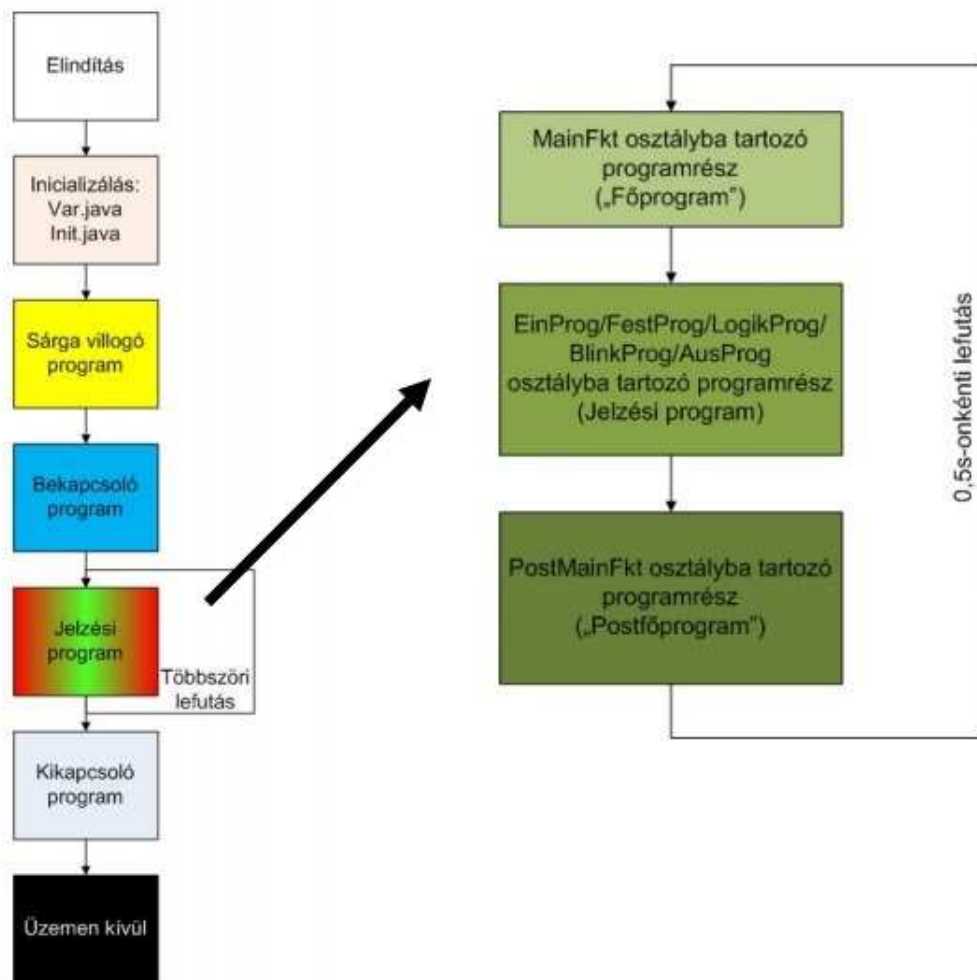 Elindítás
Inicializálás:
Var.java
Init.java
Sárga villogó
program
Bekapcsoló
program
Jelzési
program
Többszöri
lefutás
Kikapcsoló
program
Üzemen kívül
MainFkt osztályba tartozó
programrész
(„Főprogram”)
EinProg/FestProg/LogikProg/
BlinkProg/AusProg
osztályba tartozó programrész
(Jelzési program)
PostMainFkt osztályba tartozó
programrész
(„Postfőprogram”)
0,5s-onkénti lefutás